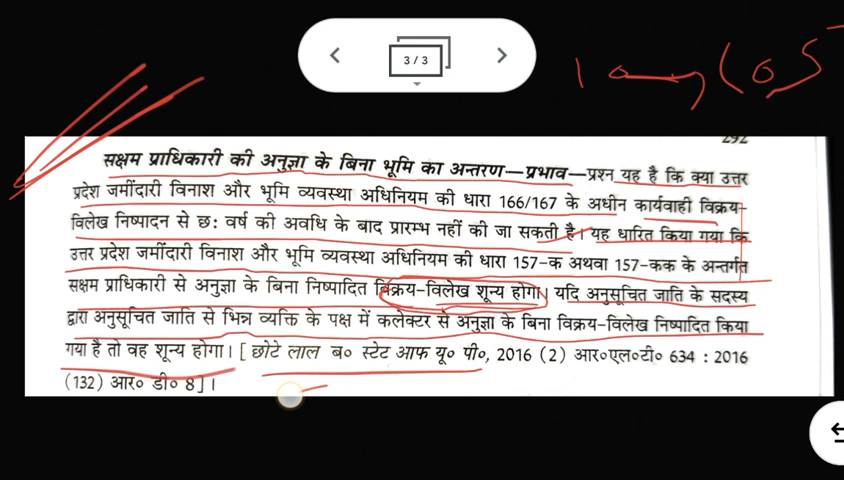 3 / 3
292
सक्षम प्राधिकारी की अनुज्ञा के बिना भूमि का अन्तरण—प्रभाव—प्रश्न यह है कि क्या उत्तर
प्रदेश जमींदारी विनाश और भूमि व्यवस्था अधिनियम की धारा 166/167 के अधीन कार्यवाही विक्रय-
विलेख निष्पादन से छ: वर्ष की अवधि के बाद प्रारम्भ नहीं की जा सकती है। यह धारित किया गया कि
उत्तर प्रदेश जमींदारी विनाश और भूमि व्यवस्था अधिनियम की धारा 157-क अथवा 157-कक के अन्तर्गत
सक्षम प्राधिकारी से अनुज्ञा के बिना निष्पादित विक्रय-विलेख शून्य होगा। यदि अनुसूचित जाति के सदस्य
द्वारा अनुसूचित जाति से भिन्न व्यक्ति के पक्ष में कलेक्टर से अनुज्ञा के बिना विक्रय-विलेख निष्पादित किया
गया है तो वह शून्य होगा। [ छोटे लाल ब० स्टेट आफ यू० पी०, 2016 (2) आर०एल०टी० 634 : 2016
(132) आर० डी० 8]।